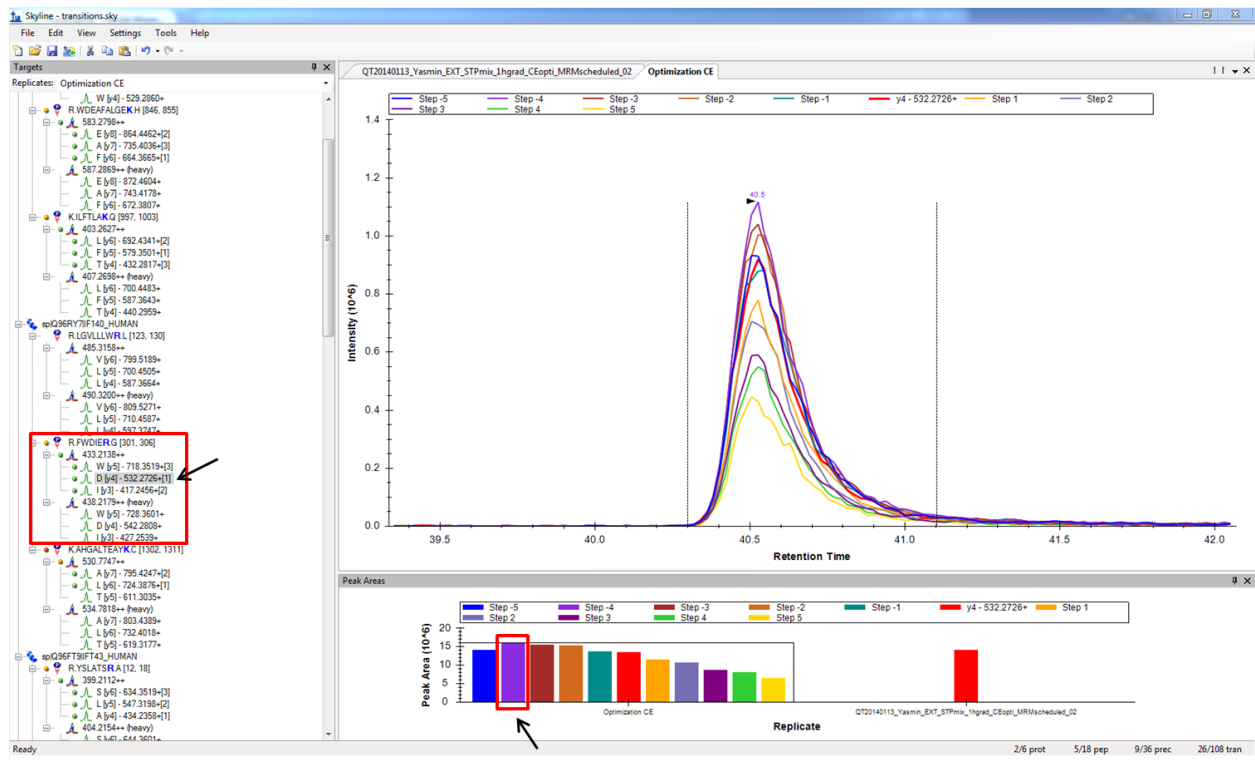 Skyline - transitions.sky
File Edit View Settings Tools Help
Targets
Replicates: Optimization CE
W [y4] - 529.2860+
R.WDEAFALGEK.H [846, 855]
583.2798++
E [y8] - 864.4462+[2]
A [y7] - 735.4036+[3]
F [y6] - 664.3665+[1]
587.2869++ (heavy)
E [y8] - 872.4604+
A [y7] - 743.4178+
F [y6] - 672.3807+
K.ILFTLAK.Q [997, 1003]
403.2627++
L [y6] - 692.4341+[2]
F [y5] - 579.3501+[1]
T [y4] - 432.2817+[3]
407.2698++ (heavy)
L [y6] - 700.4483+
F [y5] - 587.3643+
T [y4] - 440.2959+
sp|Q96RY7|IF140_HUMAN
R.LGVLLLWR.L [123, 130]
485.3158++
V [y6] - 799.5189+
L [y5] - 700.4505+
L [y4] - 587.3664+
490.3200++ (heavy)
V [y6] - 809.5271+
L [y5] - 710.4587+
L [y4] - 597.3747+
R.FWDIER.G [301, 306]
433.2138++
W [y5] - 718.3519+[3]
D [y4] - 532.2726+[1]
I [y3] - 417.2456+[2]
438.2179++ (heavy)
W [y5] - 728.3601+
D [y4] - 542.2808+
I [y3] - 427.2539+
K.AHGALTEAYK.C [1302, 1311]
530.7747++
A [y7] - 795.4247+[2]
L [y6] - 724.3876+[1]
T [y5] - 611.3035+
534.7818++ (heavy)
A [y7] - 803.4389+
L [y6] - 732.4018+
T [y5] - 619.3177+
sp|Q96FT9|IFT43_HUMAN
R.YSLATSR.A [12, 18]
399.2112++
S [y6] - 634.3519+[3]
L [y5] - 547.3198+[2]
A [y4] - 434.2358+[1]
404.2154++ (heavy)
S [y6] - 644.3601+
QT20140113_Yasmin_EXT_STPmix_1hgrad_CEopti_MRMscheduled_02 Optimization CE
Step -5 Step -4 Step -3 Step -2 Step -1 y4 - 532.2726+ Step 1 Step 2
Step 3 Step 4 Step 5
Intensity (10^6)
1.4
1.2
1.0
0.8
0.6
0.4
0.2
0.0
40.5
39.5 40.0 40.5 41.0 41.5 42.0
Retention Time
Peak Areas
Step -5 Step -4 Step -3 Step -2 Step -1 y4 - 532.2726+ Step 1
Step 2 Step 3 Step 4 Step 5
Peak Area (10^6)
20
15
10
5
0
Optimization CE QT20140113_Yasmin_EXT_STPmix_1hgrad_CEopti_MRMscheduled_02
Replicate
Ready 2/6 prot 5/18 pep 9/36 prec 26/108 tran